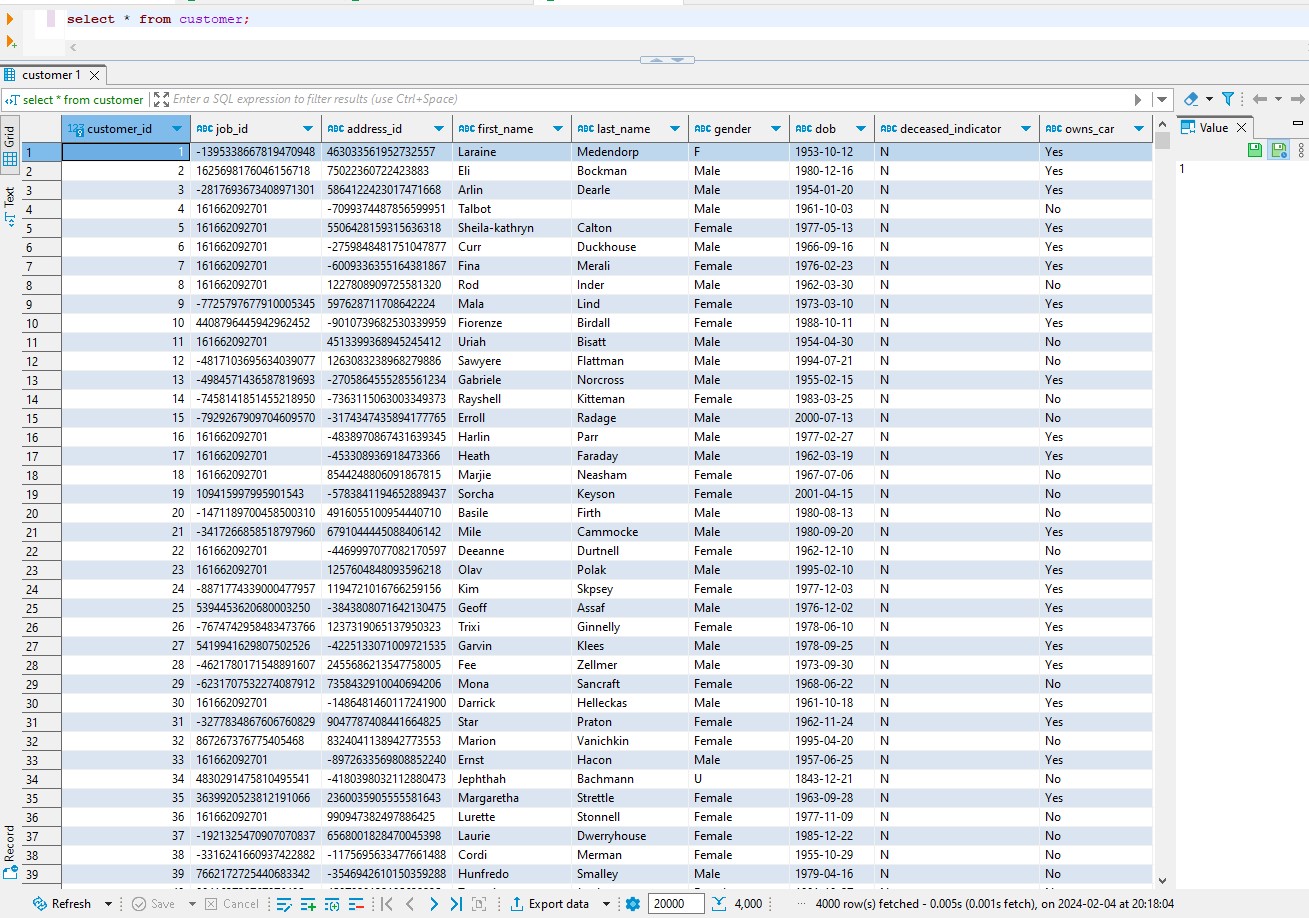 select * from customer;
customer 1
select * from customer Enter a SQL expression to filter results (use Ctrl+Space)
Grid
Text
Record
customer_id job_id address_id first_name last_name gender dob deceased_indicator owns_car
Value
1
1 1 -1395338667819470948 463033561952732557 Laraine Medendorp F 1953-10-12 N Yes
2 2 1625698176046156718 75022360722423883 Eli Bockman Male 1980-12-16 N Yes
3 3 -2817693673408971301 5864122423017471668 Arlin Dearle Male 1954-01-20 N Yes
4 4 161662092701 -7099374487856599951 Talbot Male 1961-10-03 N No
5 5 161662092701 5506428159315636318 Sheila-kathryn Calton Female 1977-05-13 N Yes
6 6 161662092701 -2759848481751047877 Curr Duckhouse Male 1966-09-16 N Yes
7 7 161662092701 -6009336355164381867 Fina Merali Female 1976-02-23 N Yes
8 8 161662092701 1227808909725581320 Rod Inder Male 1962-03-30 N No
9 9 -7725797677910005345 597628711708642224 Mala Lind Female 1973-03-10 N Yes
10 10 4408796445942962452 -9010739682530339959 Fiorenze Birdall Female 1988-10-11 N Yes
11 11 161662092701 4513399368945245412 Uriah Bisatt Male 1954-04-30 N No
12 12 -4817103695634039077 1263083238968279886 Sawyere Flattman Male 1994-07-21 N No
13 13 -4984571436587819693 -2705864555285561234 Gabriele Norcross Male 1955-02-15 N Yes
14 14 -7458141851455218950 -7363115063003349373 Rayshell Kitteman Female 1983-03-25 N No
15 15 -7929267909704609570 -3174347435894177765 Erroll Radage Male 2000-07-13 N No
16 16 161662092701 -4838970867431639345 Harlin Parr Male 1977-02-27 N Yes
17 17 161662092701 -453308936918473366 Heath Faraday Male 1962-03-19 N Yes
18 18 161662092701 8544248806091867815 Marjie Neasham Female 1967-07-06 N No
19 19 109415997995901543 -5783841194652889437 Sorcha Keyson Female 2001-04-15 N No
20 20 -1471189700458500310 4916055100954440710 Basile Firth Male 1980-08-13 N No
21 21 -3417266858518797960 6791044445088406142 Mile Cammocke Male 1980-09-20 N Yes
22 22 161662092701 -4469997077082170597 Deeanne Durtnell Female 1962-12-10 N No
23 23 161662092701 1257604848093596218 Olav Polak Male 1995-02-10 N Yes
24 24 -8871774339000477957 1194721016766259156 Kim Skpsey Female 1977-12-03 N Yes
25 25 5394453620680003250 -3843808071642130475 Geoff Assaf Male 1976-12-02 N Yes
26 26 -7674742958483473766 1237319065137950323 Trixi Ginnelly Female 1978-06-10 N Yes
27 27 5419941629807502526 -4225133071009721535 Garvin Klees Male 1978-09-25 N Yes
28 28 -4621780171548891607 2455686213547758005 Fee Zellmer Male 1973-09-30 N Yes
29 29 -6231707532274087912 7358432910040694206 Mona Sancraft Female 1968-06-22 N No
30 30 161662092701 -1486481460117241900 Darrick Helleckas Male 1961-10-18 N Yes
31 31 -3277834867606760829 9047787408441664825 Star Praton Female 1962-11-24 N Yes
32 32 867267376775405468 8324041138942773553 Marion Vanichkin Female 1995-04-20 N No
33 33 161662092701 -8972633569808852240 Ernst Hacon Male 1957-06-25 N Yes
34 34 4830291475810495541 -4180398032112880473 Jephthah Bachmann U 1843-12-21 N No
35 35 3639920523812191066 2360035905555581643 Margaretha Strettle Female 1963-09-28 N Yes
36 36 161662092701 990947382497886425 Lurette Stonnell Female 1977-11-09 N No
37 37 -1921325470907070837 6568001828470045398 Laurie Dwerryhouse Female 1985-12-22 N No
38 38 -3316241660937422882 -1175695633477661488 Cordi Merman Female 1955-10-29 N No
39 39 7662172725440683342 -3546942610150359288 Hunfredo Smalley Male 1979-04-16 N No
Refresh Save Cancel Export data 20000 4,000 4000 row(s) fetched - 0.005s (0.001s fetch), on 2024-02-04 at 20:18:04